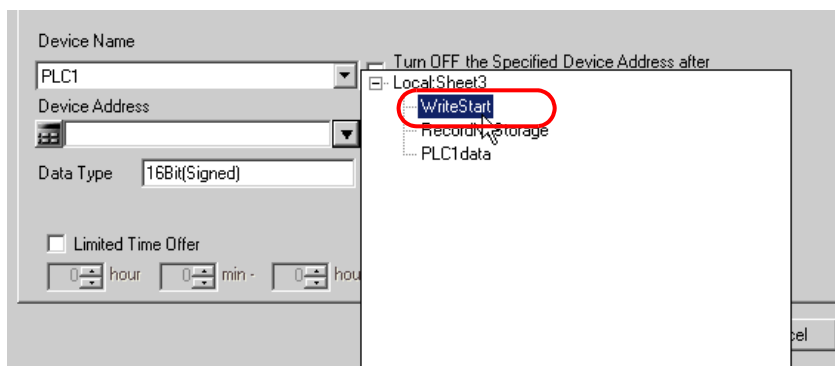 Device Name
Turn OFF the Specified Device Address after
PLC1
Local:Sheet3
Device Address
WriteStart
Storage
PLC1data
Data Type 16Bit(Signed)
Limited Time Offer
0 hour 0 min - 0 hou
cel